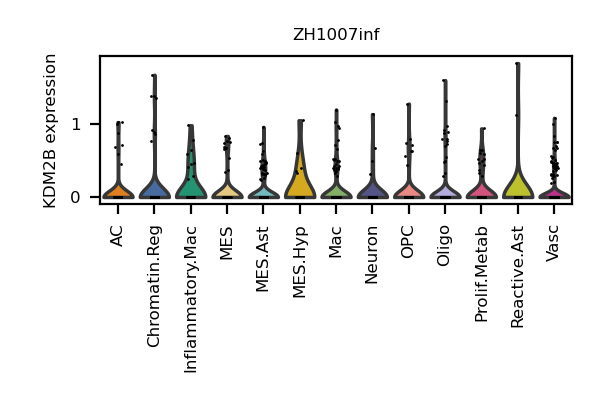 ZH1007inf
KDM2B expression
1
0
AC
Chromatin.Reg
Inflammatory.Mac
MES
MES.Ast
MES.Hyp
Mac
Neuron
OPC
Oligo
Prolif.Metab
Reactive.Ast
Vasc